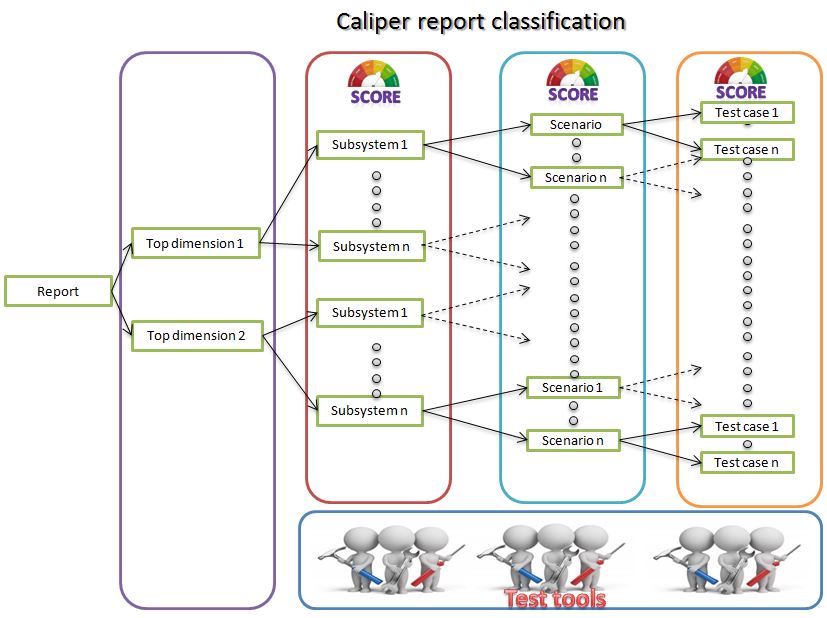 Caliper report classification
SCORE
SCORE
SCORE
Test case 1
Scenario
Subsystem 1
Test case n
Scenario n
Top dimension 1
Subsystem n
Report
Subsystem 1
Top dimension 2
Scenario 1
Subsystem n
Test case 1
Scenario n
Test case n
Test tools